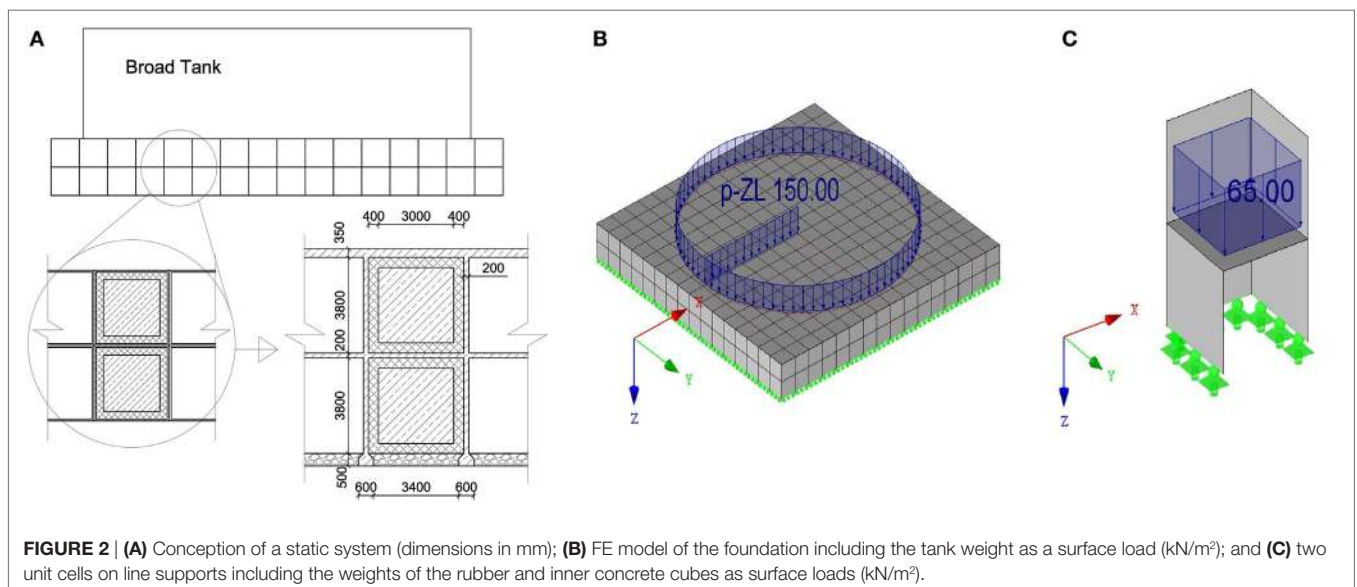 A
Broad Tank
400 3000 400
350
200
3800
200
3800
500
600 3400 600
B
p-ZL 150.00
X
Y
Z
C
65.00
X
Y
Z
FIGURE 2 | (A) Conception of a static system (dimensions in mm); (B) FE model of the foundation including the tank weight as a surface load (kN/m²); and (C) two
unit cells on line supports including the weights of the rubber and inner concrete cubes as surface loads (kN/m²).